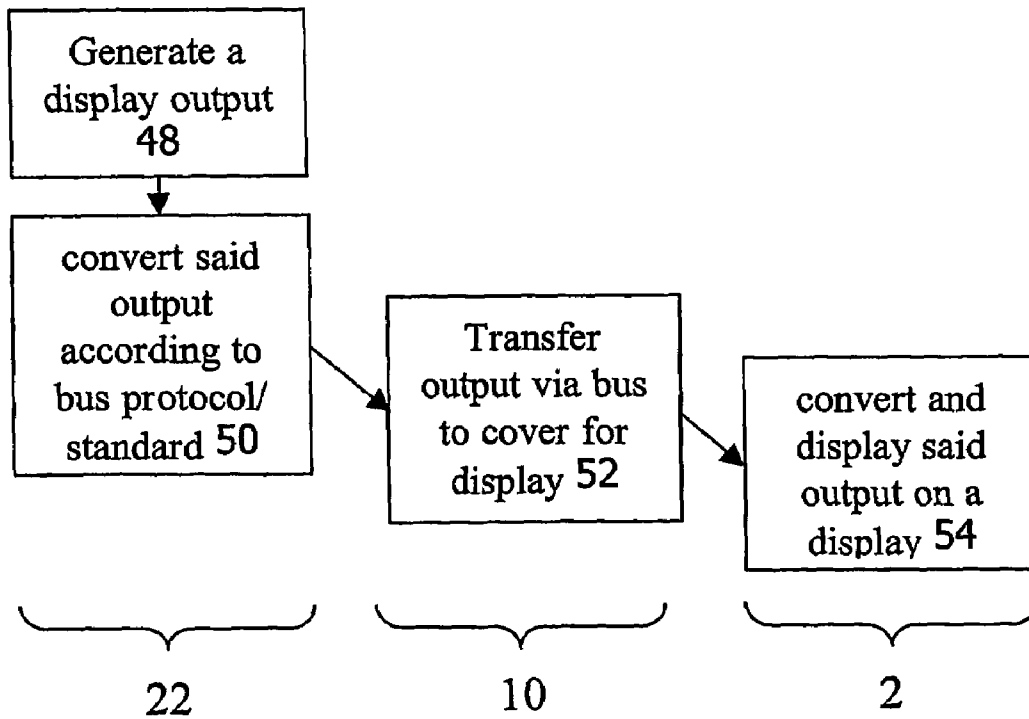 Generate a
display output
48
convert said
output
according to
bus protocol/
standard 50
Transfer
output via bus
to cover for
display 52
convert and
display said
output on a
display 54
22
10
2